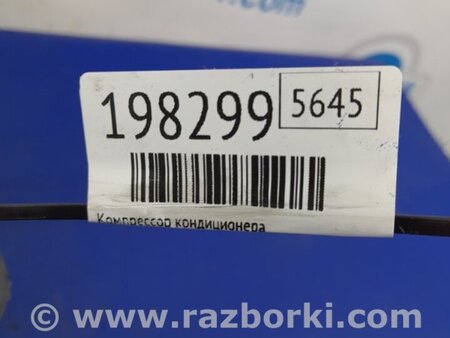 198299 5645
Компрессор кондиционера
© www.razborki.com